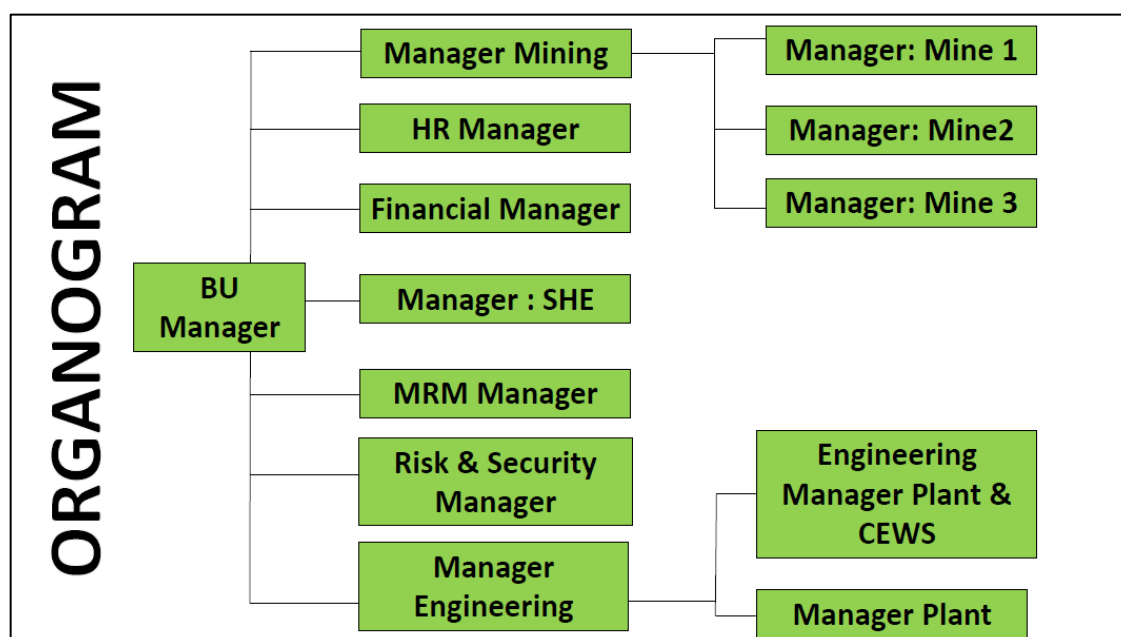 ORGANOGRAM
BU
Manager
Manager Mining
HR Manager
Financial Manager
Manager : SHE
MRM Manager
Risk & Security
Manager
Manager
Engineering
Manager: Mine 1
Manager: Mine2
Manager: Mine 3
Engineering
Manager Plant &
CEWS
Manager Plant